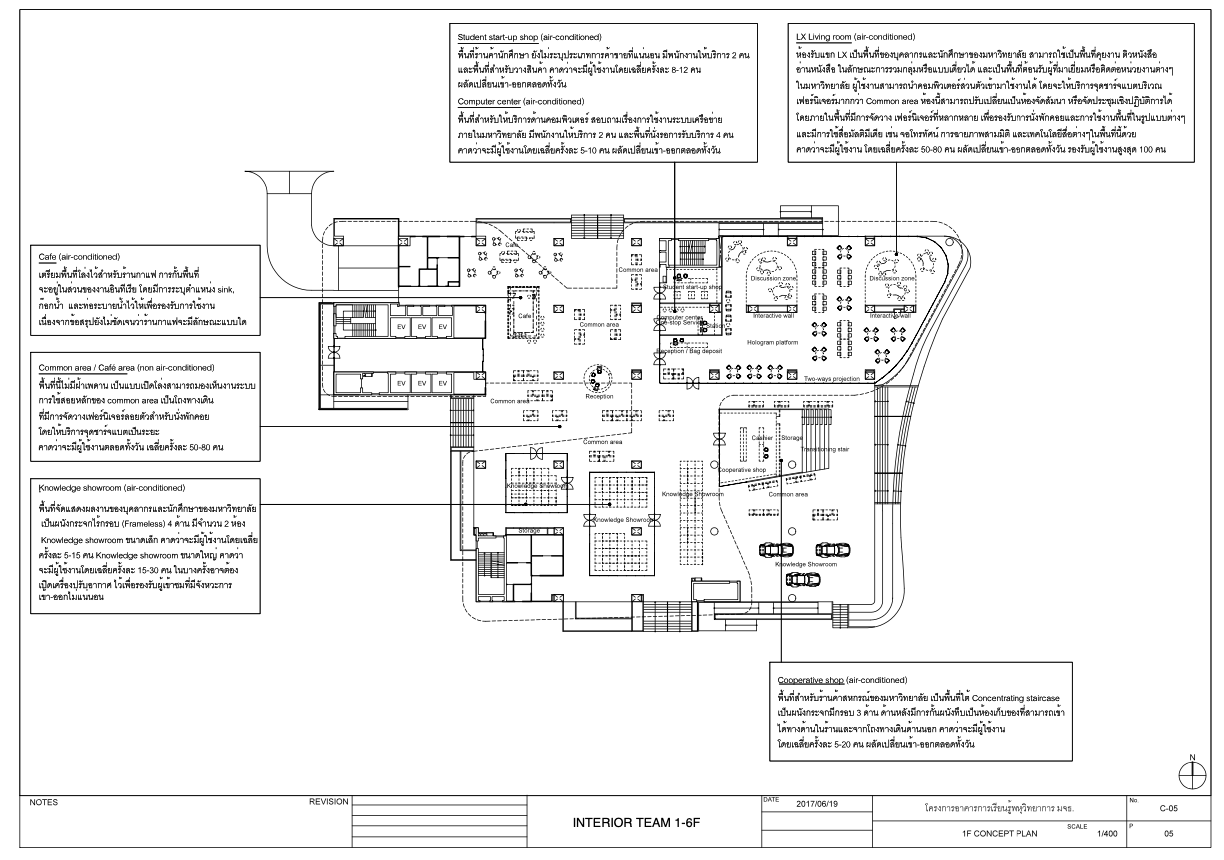 Student start-up shop (air-conditioned)
พื้นที่ร้านค้านักศึกษา ยังไม่ระบุประเภทการค้าขายที่แน่นอน มีพนักงานให้บริการ 2 คน
และพื้นที่สำหรับวางสินค้า คาดว่าจะมีผู้ใช้งานโดยเฉลี่ยครั้งละ 8-12 คน
ผลัดเปลี่ยนเข้า-ออกตลอดทั้งวัน
Computer center (air-conditioned)
พื้นที่สำหรับให้บริการด้านคอมพิวเตอร์ สอบถามเรื่องการใช้งานระบบเครือข่าย
ภายในมหาวิทยาลัย มีพนักงานให้บริการ 2 คน และพื้นที่นั่งรอการรับบริการ 4 คน
คาดว่าจะมีผู้ใช้งานโดยเฉลี่ยครั้งละ 5-10 คน ผลัดเปลี่ยนเข้า-ออกตลอดทั้งวัน
LX Living room (air-conditioned)
ห้องรับแขก LX เป็นพื้นที่ของบุคลากรและนักศึกษาของมหาวิทยาลัย สามารถใช้เป็นพื้นที่คุยงาน ติวหนังสือ
อ่านหนังสือ ในลักษณะการรวมกลุ่มหรือแบบเดี่ยวได้ และเป็นพื้นที่ต้อนรับผู้ที่มาเยี่ยมหรือติดต่อหน่วยงานต่างๆ
ในมหาวิทยาลัย ผู้ใช้งานสามารถนำคอมพิวเตอร์ส่วนตัวเข้ามาใช้งานได้ โดยจะให้บริการจุดชาร์จแบตบริเวณ
เฟอร์นิเจอร์มากกว่า Common area ห้องนี้สามารถปรับเปลี่ยนเป็นห้องจัดสัมนา หรือจัดประชุมเชิงปฏิบัติการได้
โดยภายในพื้นที่มีการจัดวาง เฟอร์นิเจอร์ที่หลากหลาย เพื่อรองรับการนั่งพักคอยและการใช้งานพื้นที่ในรูปแบบต่างๆ
และมีการใช้สื่อมัลติมีเดีย เช่น จอโทรทัศน์ การฉายภาพสามมิติ และเทคโนโลยีสื่อต่างๆในพื้นที่นี้ด้วย
คาดว่าจะมีผู้ใช้งาน โดยเฉลี่ยครั้งละ 50-80 คน ผลัดเปลี่ยนเข้า-ออกตลอดทั้งวัน รองรับผู้ใช้งานสูงสุด 100 คน
Cafe (air-conditioned)
เตรียมพื้นที่โล่งไว้สำหรับร้านกาแฟ การกั้นพื้นที่
จะอยู่ในส่วนของงานอินทีเรีย โดยมีการระบุตำแหน่ง sink,
ก๊อกน้ำ และท่อระบายน้ำไว้ให้เพื่อรองรับการใช้งาน
เนื่องจากข้อสรุปยังไม่ชัดเจนว่าร้านกาแฟจะมีลักษณะแบบใด
Common area / Café area (non air-conditioned)
พื้นที่นี้ไม่มีฝ้าเพดาน เป็นแบบเปิดโล่งสามารถมองเห็นงานระบบ
การใช้สอยหลักของ common area เป็นโถงทางเดิน
ที่มีการจัดวางเฟอร์นิเจอร์ลอยตัวสำหรับนั่งพักคอย
โดยให้บริการจุดชาร์จแบตเป็นระยะ
คาดว่าจะมีผู้ใช้งานตลอดทั้งวัน เฉลี่ยครั้งละ 50-80 คน
Knowledge showroom (air-conditioned)
พื้นที่จัดแสดงผลงานของบุคลากรและนักศึกษาของมหาวิทยาลัย
เป็นผนังกระจกไร้กรอบ (Frameless) 4 ด้าน มีจำนวน 2 ห้อง
Knowledge showroom ขนาดเล็ก คาดว่าจะมีผู้ใช้งานโดยเฉลี่ย
ครั้งละ 5-15 คน Knowledge showroom ขนาดใหญ่ คาดว่า
จะมีผู้ใช้งานโดยเฉลี่ยครั้งละ 15-30 คน ในบางครั้งอาจต้อง
เปิดเครื่องปรับอากาศ ไว้เพื่อรองรับผู้เข้าชมที่มีจังหวะการ
เข้า-ออกไม่แน่นอน
Cafe
Common area
Student start-up shop
Discussion zone
Discussion zone
Cafe
Common area
Computer center
One-stop Service
Station
Interactive wall
Interactive wall
Hologram platform
Reception / Bag deposit
EV EV EV
EV EV EV
Two-ways projection
Reception
Common area
Common area
Cashier
Storage
Transitioning stair
Cooperative shop
Knowledge Showroom
Knowledge Showroom
Common area
Knowledge Showroom
Storage
Knowledge Showroom
Cooperative shop (air-conditioned)
พื้นที่สำหรับร้านค้าสหกรณ์ของมหาวิทยาลัย เป็นพื้นที่ใต้ Concentrating staircase
เป็นผนังกระจกมีกรอบ 3 ด้าน ด้านหลังมีการกั้นผนังทึบเป็นห้องเก็บของที่สามารถเข้า
ได้ทางด้านในร้านและจากโถงทางเดินด้านนอก คาดว่าจะมีผู้ใช้งาน
โดยเฉลี่ยครั้งละ 5-20 คน ผลัดเปลี่ยนเข้า-ออกตลอดทั้งวัน
N
NOTES
REVISION
INTERIOR TEAM 1-6F
DATE 2017/06/19
โครงการอาคารการเรียนรู้พหุวิทยาการ มจธ.
No. C-05
1F CONCEPT PLAN
SCALE 1/400
P 05